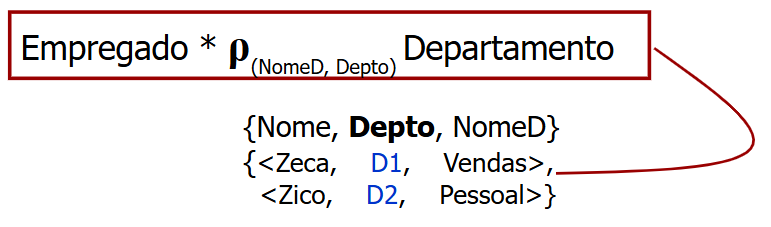 Empregado * ρ(NomeD, Depto) Departamento
{Nome, Depto, NomeD}
{<Zeca, D1, Vendas>,
<Zico, D2, Pessoal>}